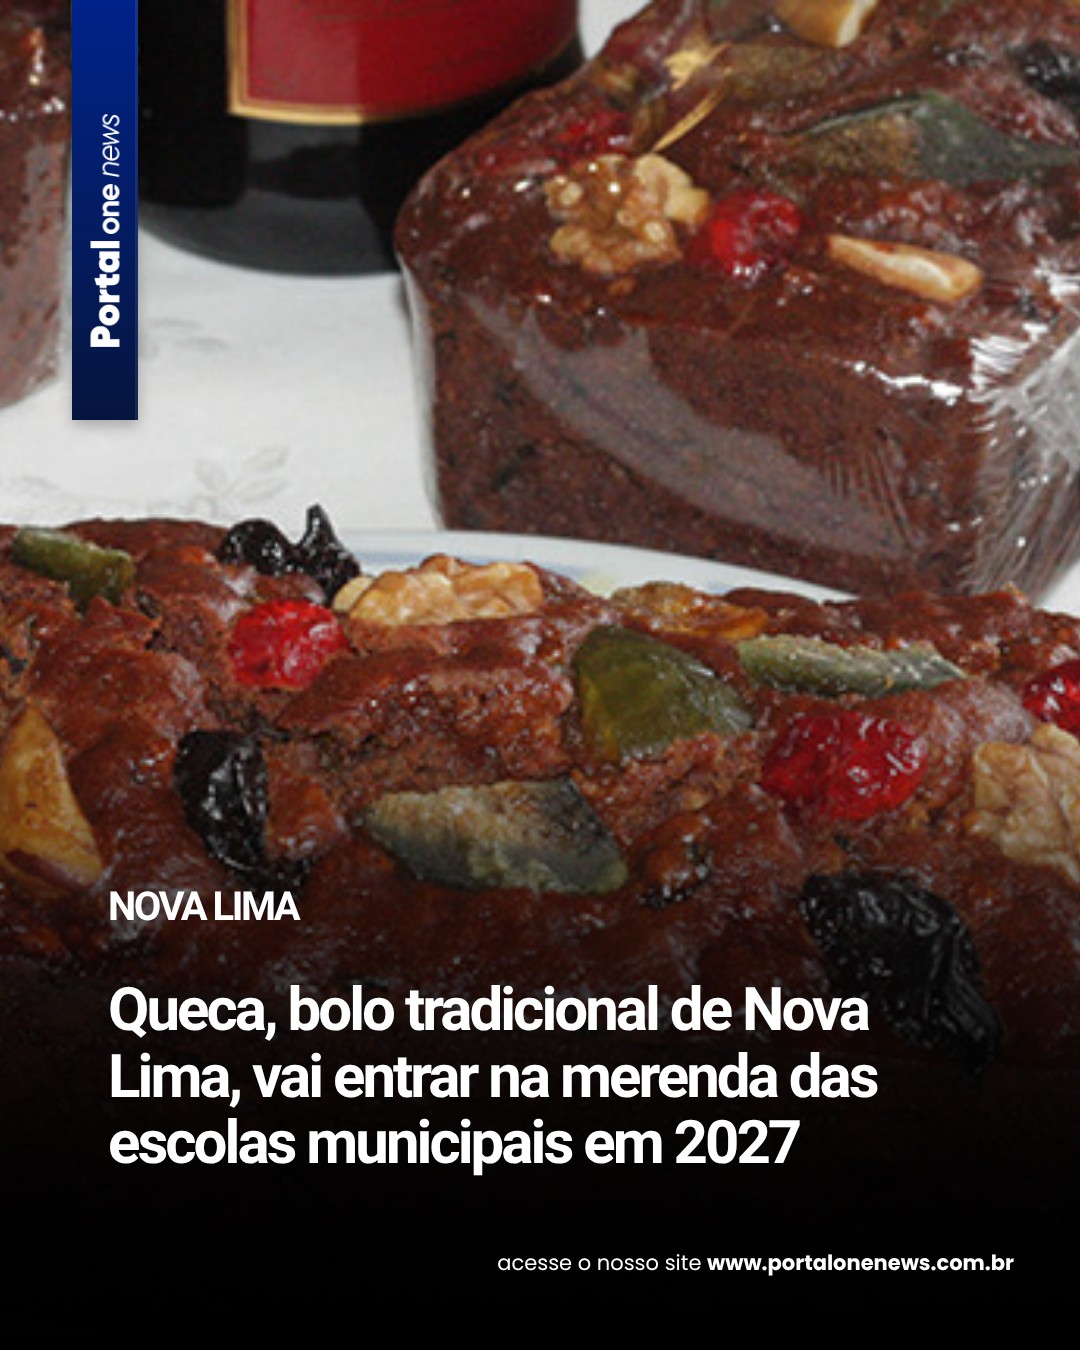 Portal one news
NOVA LIMA
Queca, bolo tradicional de Nova
Lima, vai entrar na merenda das
escolas municipais em 2027
acesse o nosso site www.portalonenews.com.br